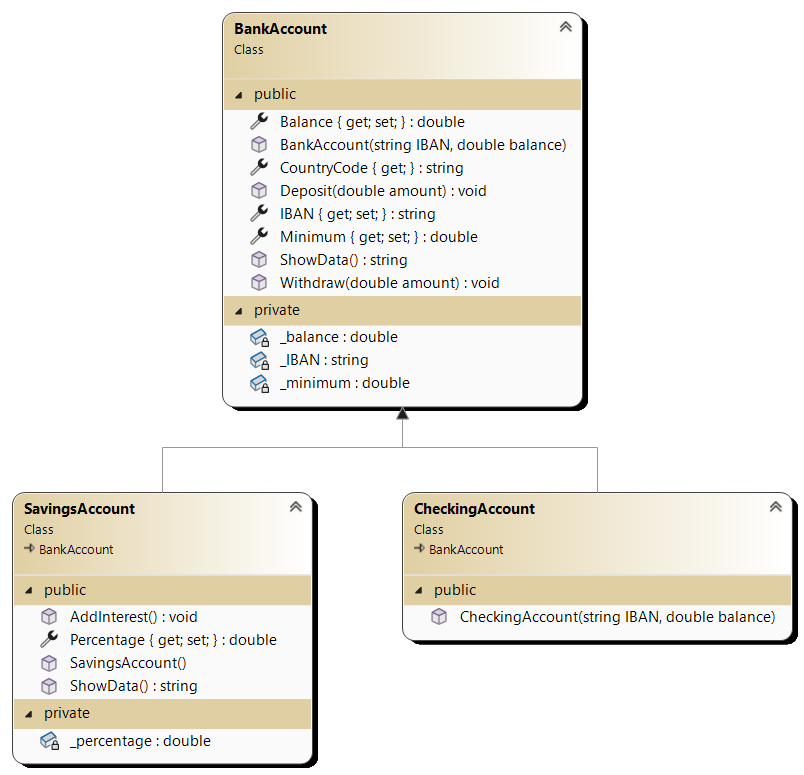 BankAccount
Class
public
Balance { get; set; } : double
BankAccount(string IBAN, double balance)
CountryCode { get; } : string
Deposit(double amount) : void
IBAN { get; set; } : string
Minimum { get; set; } : double
ShowData() : string
Withdraw(double amount) : void
private
_balance : double
_IBAN : string
_minimum : double
SavingsAccount
Class
BankAccount
public
AddInterest() : void
Percentage { get; set; } : double
SavingsAccount()
ShowData() : string
private
_percentage : double
CheckingAccount
Class
BankAccount
public
CheckingAccount(string IBAN, double balance)